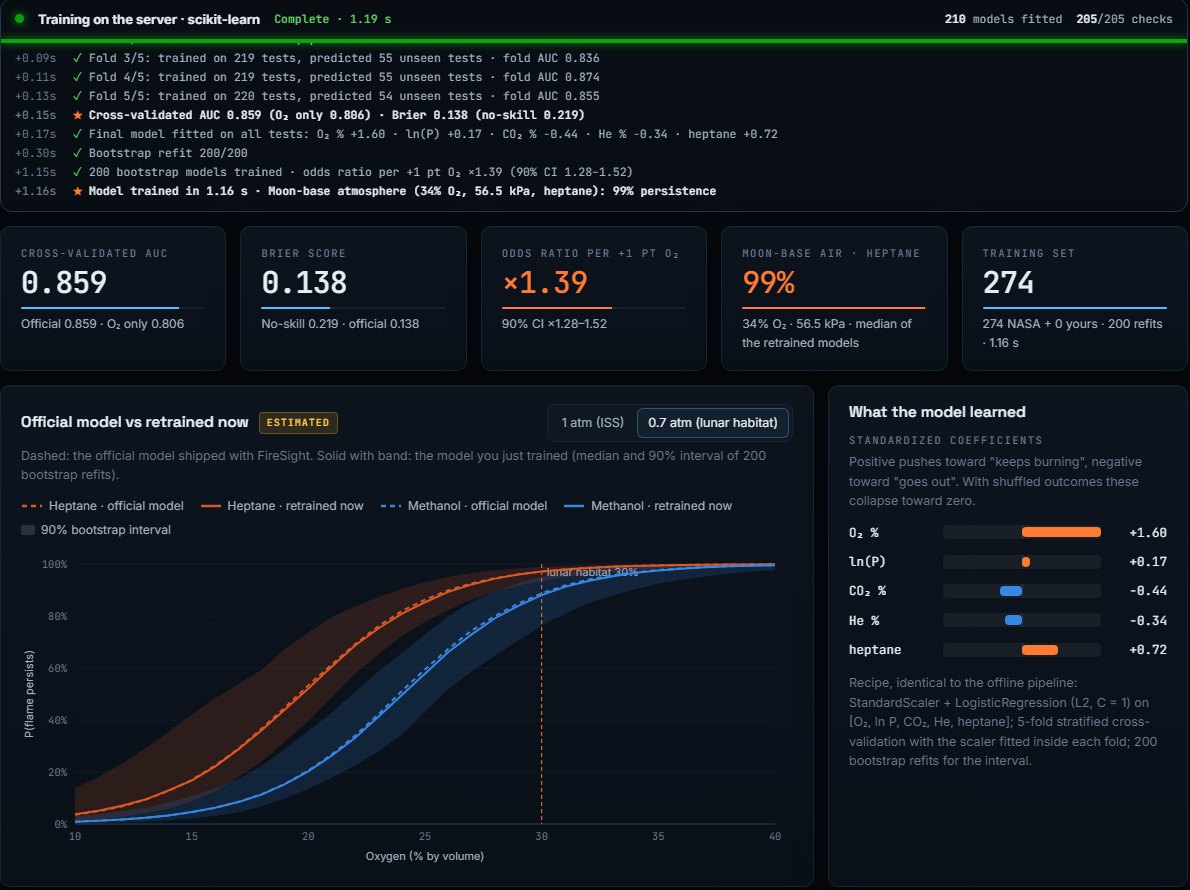 Training on the server · scikit-learn Complete · 1.19 s 210 models fitted 205/205 checks
+0.09s ✓ Fold 3/5: trained on 219 tests, predicted 55 unseen tests · fold AUC 0.836
+0.11s ✓ Fold 4/5: trained on 219 tests, predicted 55 unseen tests · fold AUC 0.874
+0.13s ✓ Fold 5/5: trained on 220 tests, predicted 54 unseen tests · fold AUC 0.855
+0.15s ★ Cross-validated AUC 0.859 (O₂ only 0.806) · Brier 0.138 (no-skill 0.219)
+0.17s ✓ Final model fitted on all tests: O₂ % +1.60 · ln(P) +0.17 · CO₂ % -0.44 · He % -0.34 · heptane +0.72
+0.30s ✓ Bootstrap refit 200/200
+1.15s ✓ 200 bootstrap models trained · odds ratio per +1 pt O₂ ×1.39 (90% CI 1.28–1.52)
+1.16s ★ Model trained in 1.16 s · Moon-base atmosphere (34% O₂, 56.5 kPa, heptane): 99% persistence
CROSS-VALIDATED AUC
0.859
Official 0.859 · O₂ only 0.806
BRIER SCORE
0.138
No-skill 0.219 · official 0.138
ODDS RATIO PER +1 PT O₂
×1.39
90% CI ×1.28–1.52
MOON-BASE AIR · HEPTANE
99%
34% O₂ · 56.5 kPa · median of
the retrained models
TRAINING SET
274
274 NASA + 0 yours · 200 refits
· 1.16 s
Official model vs retrained now ESTIMATED 1 atm (ISS) 0.7 atm (lunar habitat)
Dashed: the official model shipped with FireSight. Solid with band: the model you just trained (median and 90% interval of 200
bootstrap refits).
Heptane · official model Heptane · retrained now Methanol · official model Methanol · retrained now
90% bootstrap interval
100%
80%
60%
40%
20%
0%
P(flame persists)
lunar habitat 30%
10 15 20 25 30 35 40
Oxygen (% by volume)
What the model learned
STANDARDIZED COEFFICIENTS
Positive pushes toward "keeps burning", negative
toward "goes out". With shuffled outcomes these
collapse toward zero.
O₂ % +1.60
ln(P) +0.17
CO₂ % -0.44
He % -0.34
heptane +0.72
Recipe, identical to the offline pipeline:
StandardScaler + LogisticRegression (L2, C = 1) on
[O₂, ln P, CO₂, He, heptane]; 5-fold stratified cross-
validation with the scaler fitted inside each fold; 200
bootstrap refits for the interval.